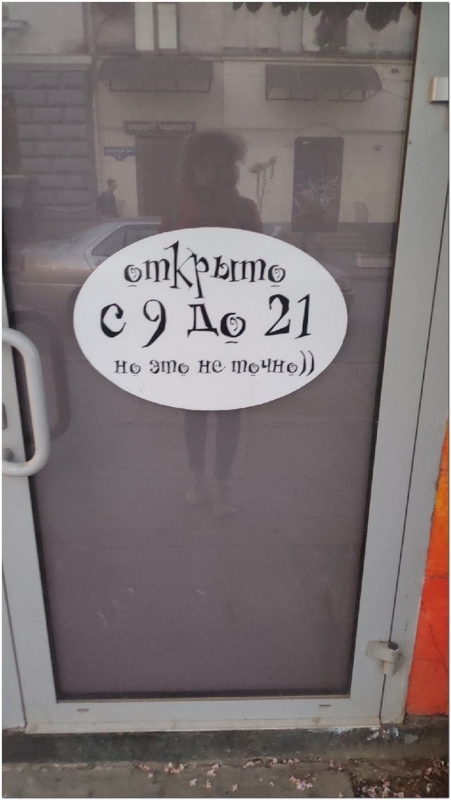 открыто
с 9 до 21
но это не точно))